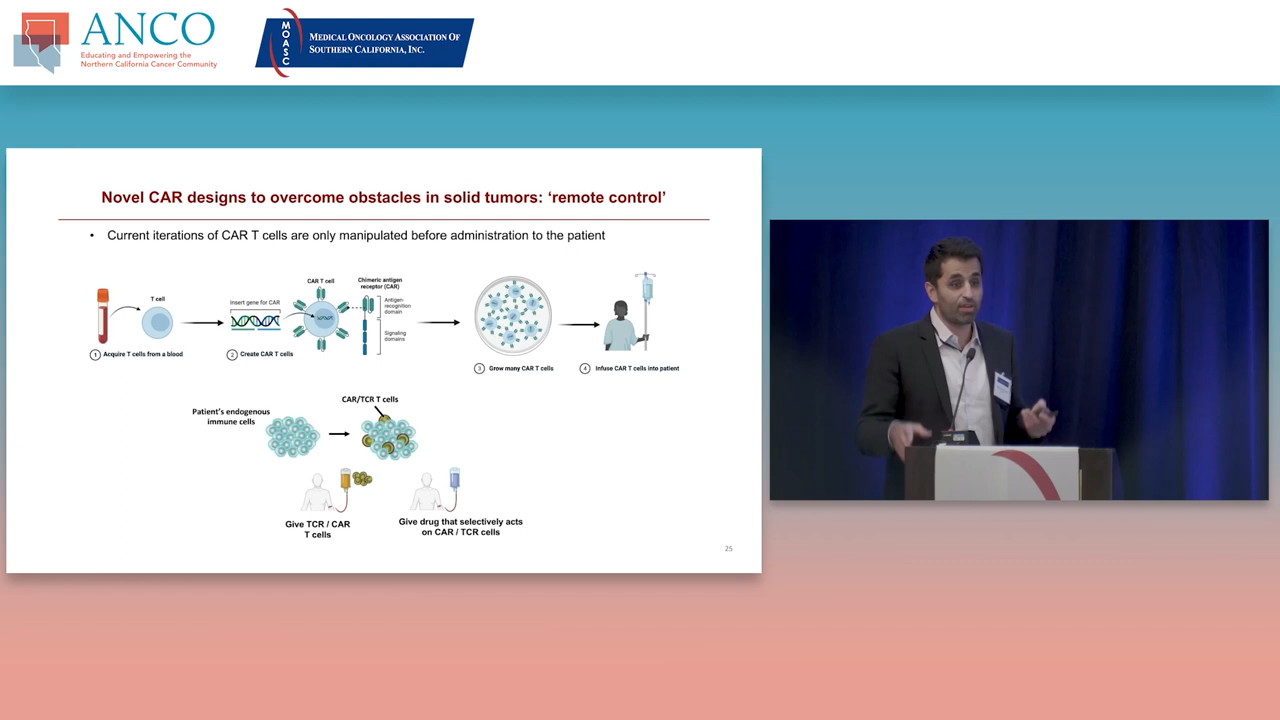 ANCO
Educating and Empowering the
Northern California Cancer Community
MOASC
MEDICAL ONCOLOGY ASSOCIATION OF
SOUTHERN CALIFORNIA, INC.
Novel CAR designs to overcome obstacles in solid tumors: ‘remote control’
• Current iterations of CAR T cells are only manipulated before administration to the patient
T cell
1 Acquire T cells from a blood
Insert gene for CAR
CAR T cell
Chimeric antigen
receptor (CAR)
Antigen-
recognition
domain
Signaling
domains
2 Create CAR T cells
3 Grow many CAR T cells
4 Infuse CAR T cells into patient
Patient’s endogenous
immune cells
CAR/TCR T cells
Give TCR / CAR
T cells
Give drug that selectively acts
on CAR / TCR cells
25